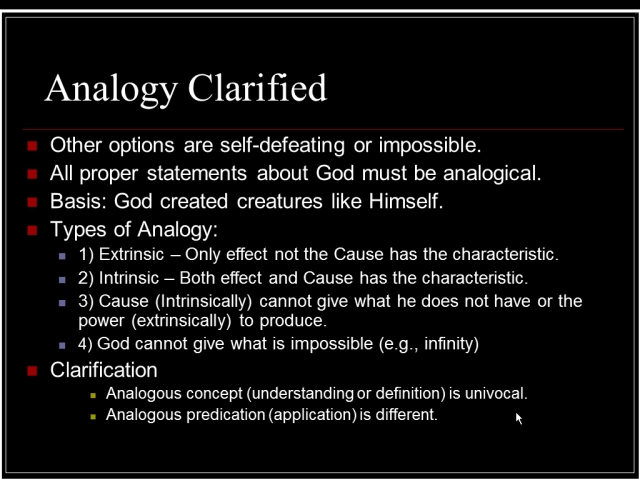 Analogy Clarified
Other options are self-defeating or impossible.
All proper statements about God must be analogical.
Basis: God created creatures like Himself.
Types of Analogy:
1) Extrinsic – Only effect not the Cause has the characteristic.
2) Intrinsic – Both effect and Cause has the characteristic.
3) Cause (Intrinsically) cannot give what he does not have or the
power (extrinsically) to produce.
4) God cannot give what is impossible (e.g., infinity)
Clarification
Analogous concept (understanding or definition) is univocal.
Analogous predication (application) is different.